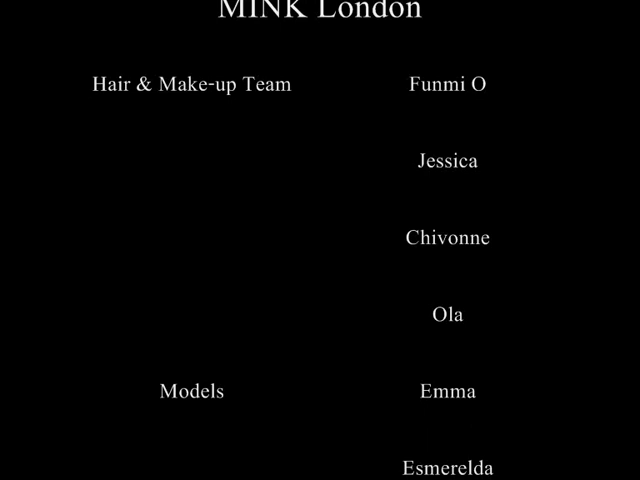 MINK London
Hair & Make-up Team Funmi O
Jessica
Chivonne
Ola
Models Emma
Esmerelda